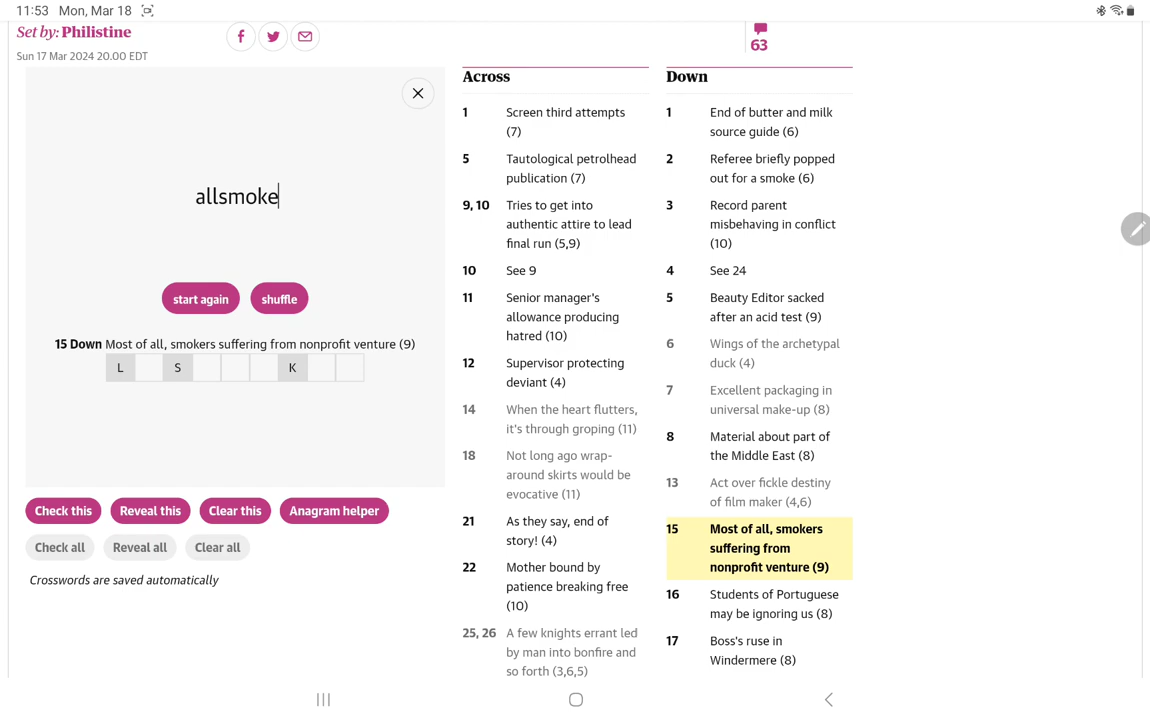 11:53 Mon, Mar 18
Set by: Philistine
Sun 17 Mar 2024 20.00 EDT
63
allsmoke
start again
shuffle
15 Down Most of all, smokers suffering from nonprofit venture (9)
L S K
Check this
Reveal this
Clear this
Anagram helper
Check all
Reveal all
Clear all
Crosswords are saved automatically
Across
1 Screen third attempts
(7)
5 Tautological petrolhead
publication (7)
9, 10 Tries to get into
authentic attire to lead
final run (5,9)
10 See 9
11 Senior manager's
allowance producing
hatred (10)
12 Supervisor protecting
deviant (4)
14 When the heart flutters,
it's through groping (11)
18 Not long ago wrap-
around skirts would be
evocative (11)
21 As they say, end of
story! (4)
22 Mother bound by
patience breaking free
(10)
25, 26 A few knights errant led
by man into bonfire and
so forth (3,6,5)
Down
1 End of butter and milk
source guide (6)
2 Referee briefly popped
out for a smoke (6)
3 Record parent
misbehaving in conflict
(10)
4 See 24
5 Beauty Editor sacked
after an acid test (9)
6 Wings of the archetypal
duck (4)
7 Excellent packaging in
universal make-up (8)
8 Material about part of
the Middle East (8)
13 Act over fickle destiny
of film maker (4,6)
15 Most of all, smokers
suffering from
nonprofit venture (9)
16 Students of Portuguese
may be ignoring us (8)
17 Boss's ruse in
Windermere (8)